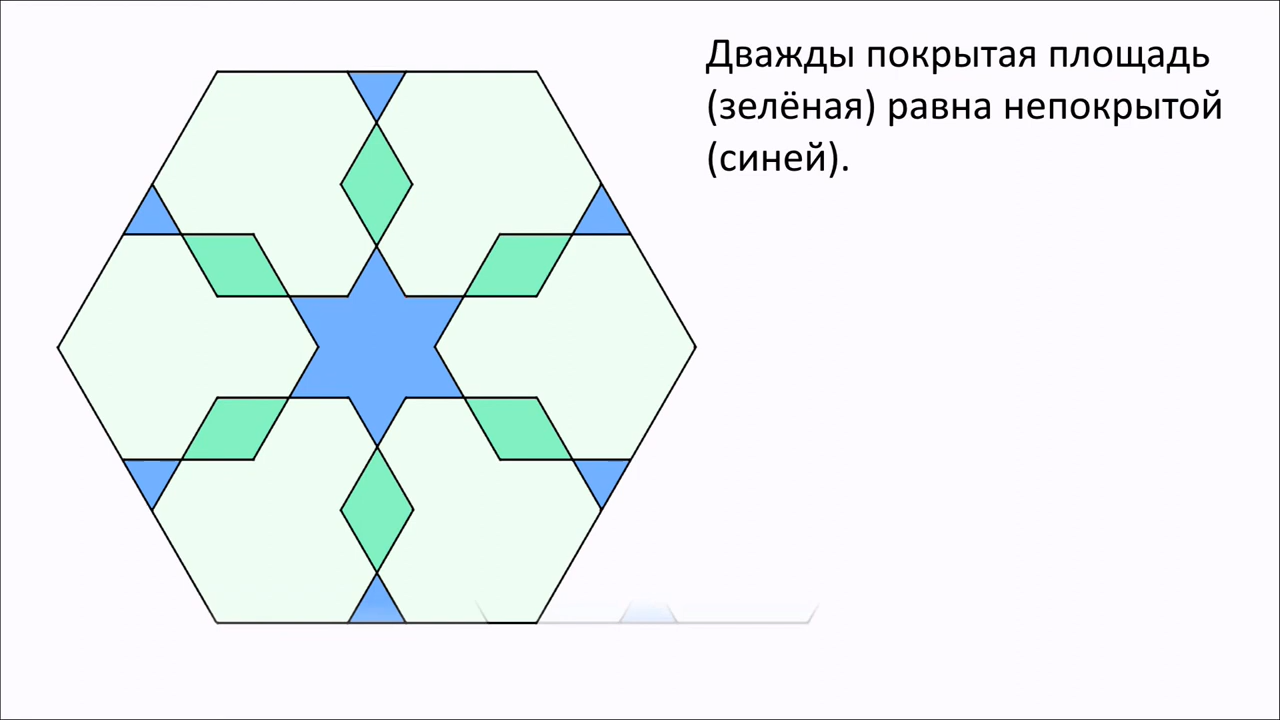 Дважды покрытая площадь
(зелёная) равна непокрытой
(синей).